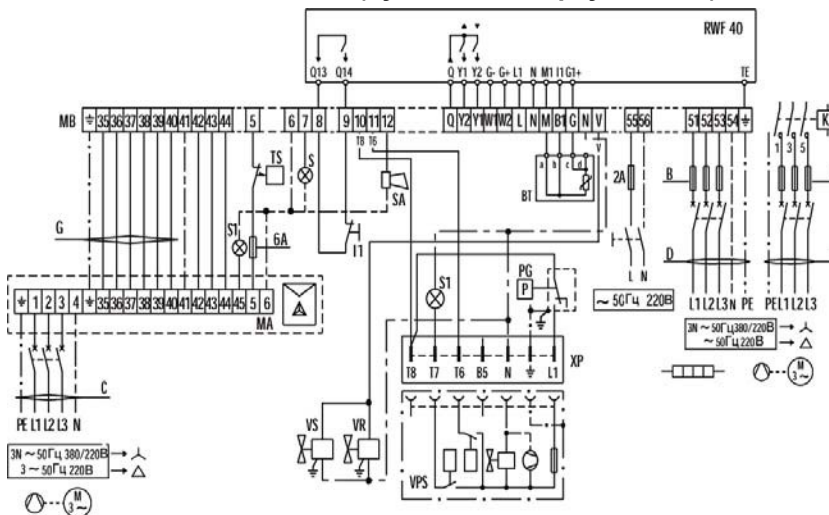 RWF 40
Q13 Q14 Q Y1 Y2 G- G+ L1 N M1 I1 G1+ TE
MB 35 36 37 38 39 40 41 42 43 44 5 6 7 8 9 10 11 12 Q Y2 Y1 W1 W2 L N M B1 G N V 55 56 51 52 53 54
T8 T6 V
1 3 5
K
TS S SA
a b c d
BT
2A B
G S1 6A I1
D
L N
S1 PG P
~ 50Гц 220В
L1 L2 L3 N PE PE L1 L2 L3
35 36 37 38 39 40 41 42 43 44 45 5 6
1 2 3 4
MA
3N ~ 50Гц 380/220В
~ 50Гц 220В
XP
T8 T7 T6 B5 N L1
C
M
3~
PE L1 L2 L3 N
VS VR
VPS
3N ~ 50Гц 380/220В
3 ~ 50Гц 220В
M
3~